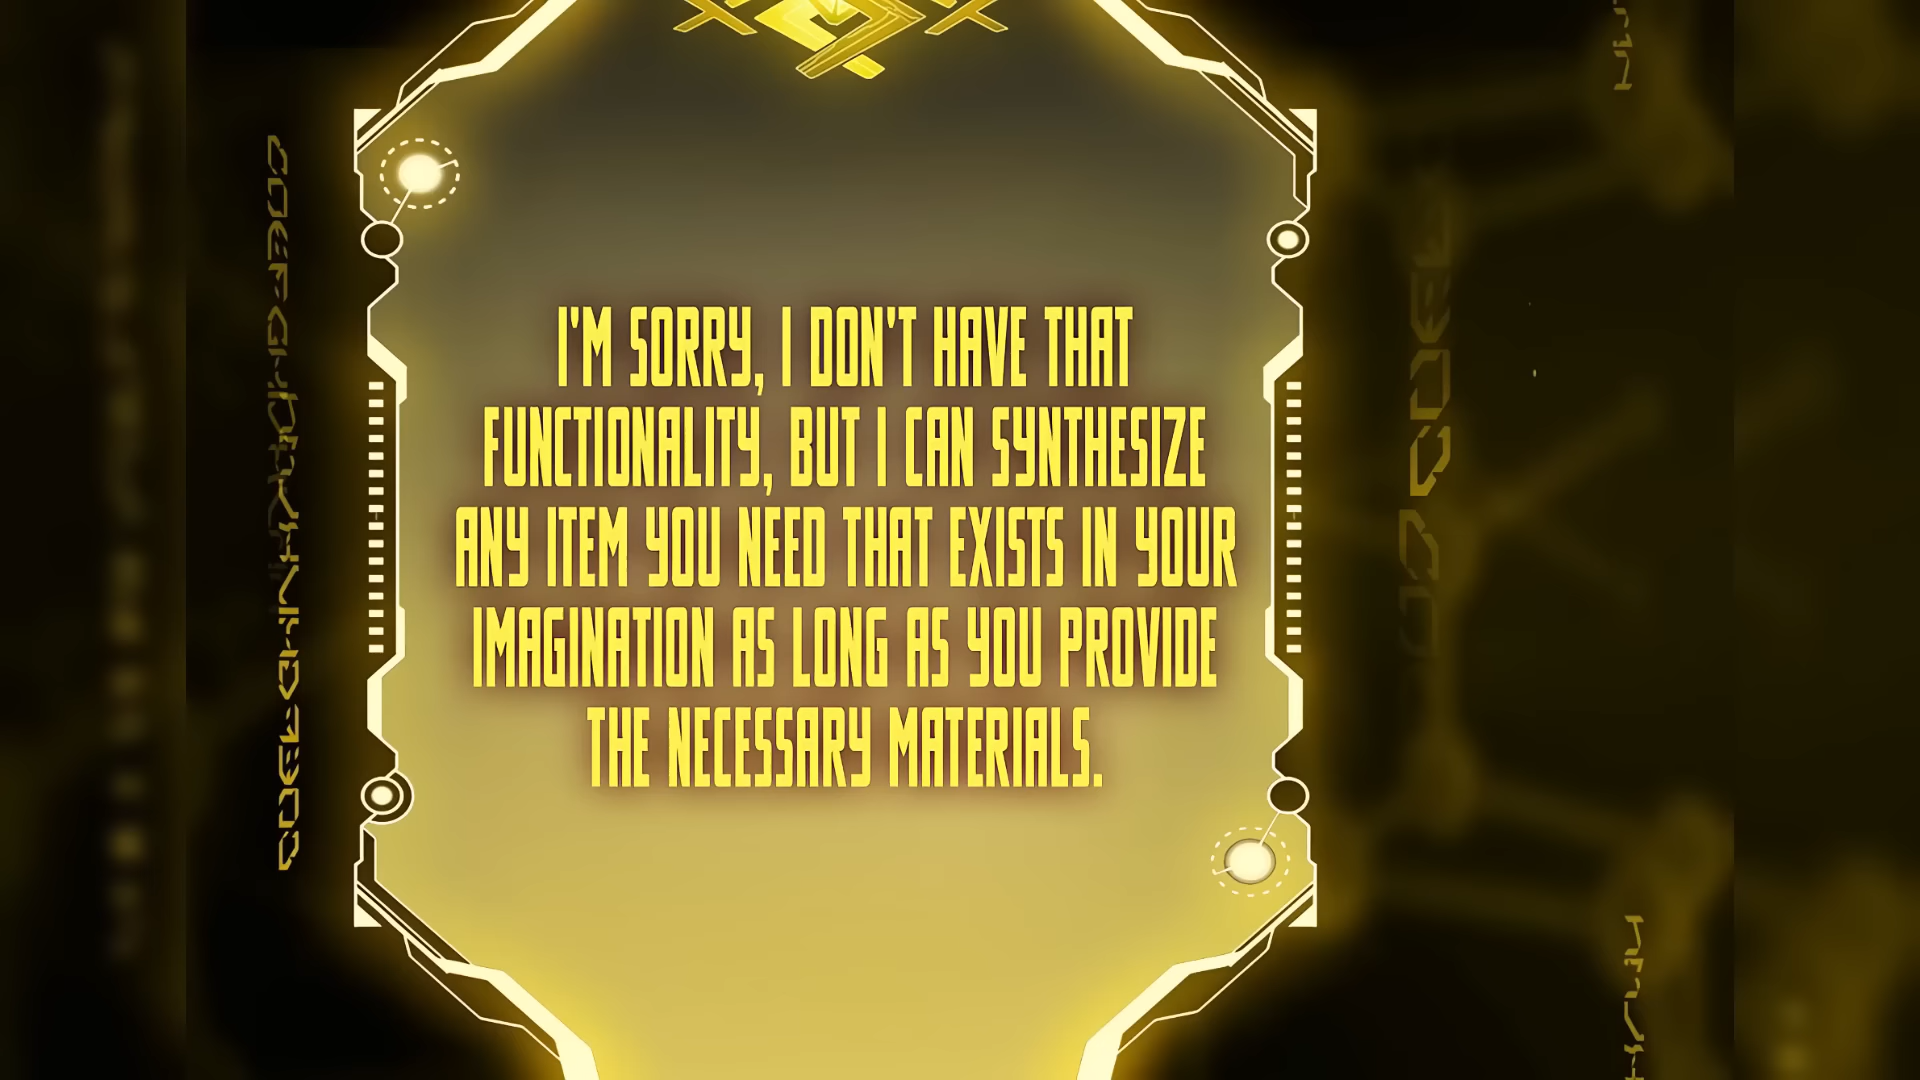 I'M SORRY, I DON'T HAVE THAT
FUNCTIONALITY, BUT I CAN SYNTHESIZE
ANY ITEM YOU NEED THAT EXISTS IN YOUR
IMAGINATION AS LONG AS YOU PROVIDE
THE NECESSARY MATERIALS.